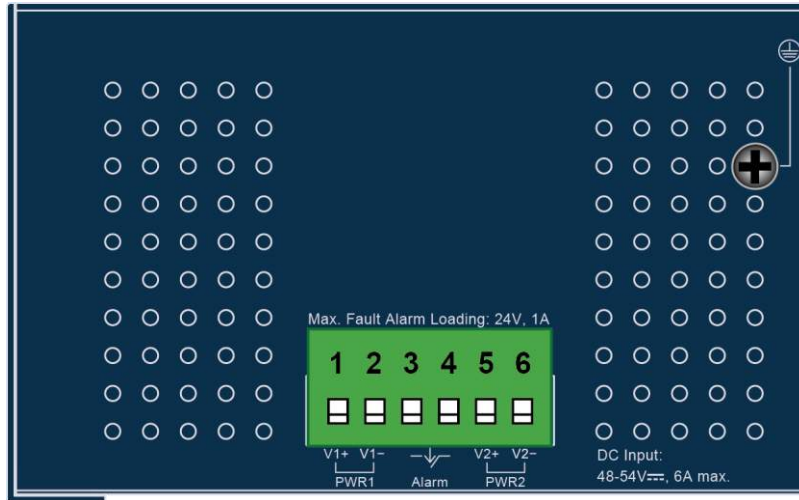 Max. Fault Alarm Loading: 24V, 1A
1 2 3 4 5 6
V1+ V1− V2+ V2−
PWR1 Alarm PWR2
DC Input:
48-54V⎓, 6A max.